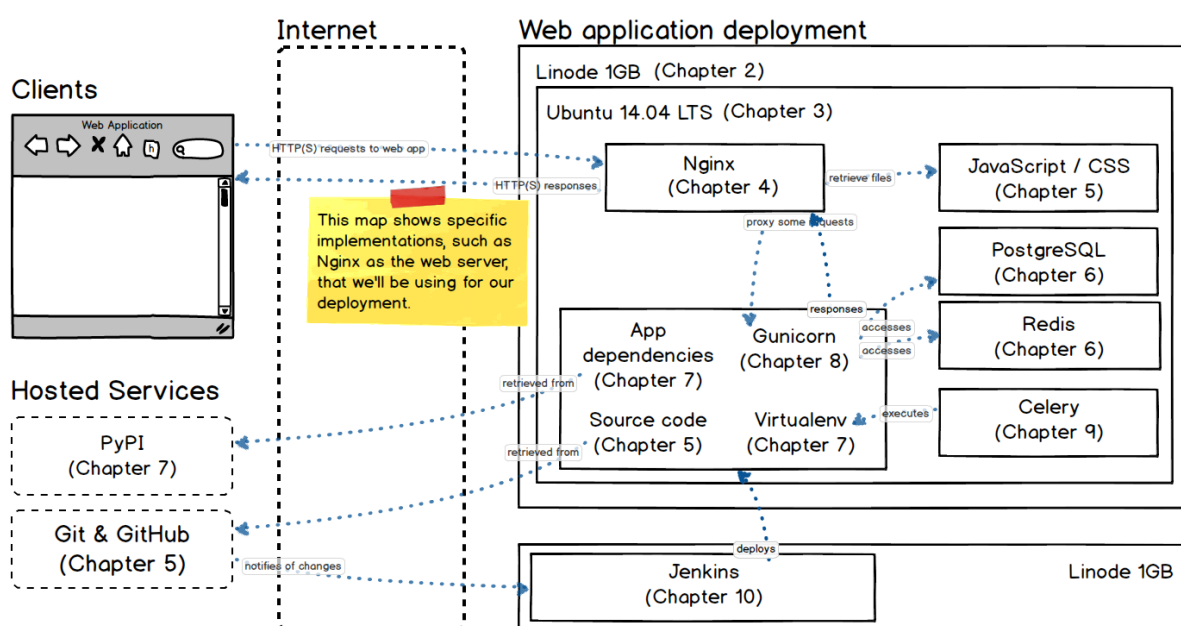 Internet
Web application deployment
Clients
Web Application
h
HTTP(S) requests to web app
HTTP(S) responses
This map shows specific
implementations, such as
Nginx as the web server,
that we'll be using for our
deployment.
Linode 1GB (Chapter 2)
Ubuntu 14.04 LTS (Chapter 3)
Nginx
(Chapter 4)
retrieve files
JavaScript / CSS
(Chapter 5)
proxy some requests
PostgreSQL
(Chapter 6)
responses
accesses
accesses
Redis
(Chapter 6)
App
dependencies
(Chapter 7)
Gunicorn
(Chapter 8)
Source code
(Chapter 5)
Virtualenv
(Chapter 7)
executes
Celery
(Chapter 9)
Hosted Services
retrieved from
PyPI
(Chapter 7)
retrieved from
Git & GitHub
(Chapter 5)
notifies of changes
deploys
Jenkins
(Chapter 10)
Linode 1GB